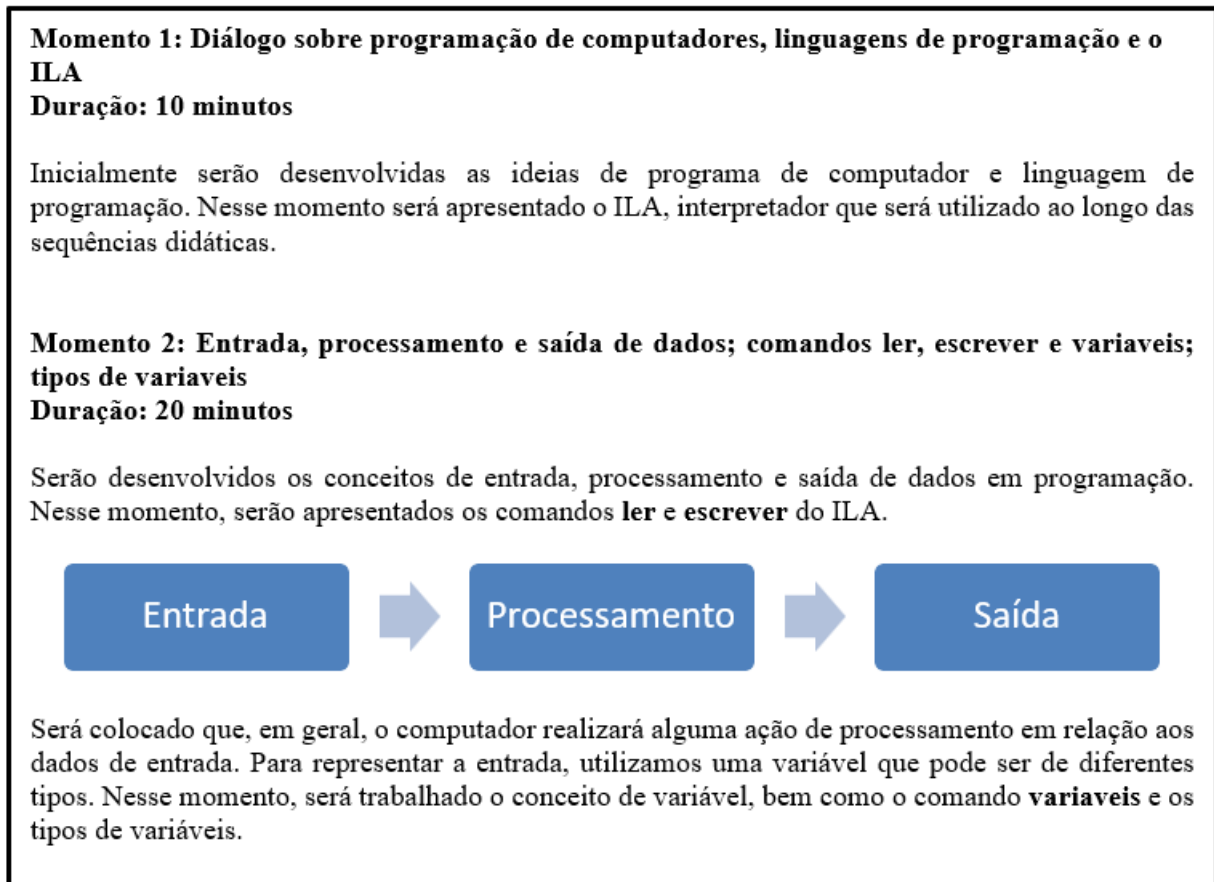 Momento 1: Diálogo sobre programação de computadores, linguagens de programação e o
ILA
Duração: 10 minutos
Inicialmente serão desenvolvidas as ideias de programa de computador e linguagem de
programação. Nesse momento será apresentado o ILA, interpretador que será utilizado ao longo das
sequências didáticas.
Momento 2: Entrada, processamento e saída de dados; comandos ler, escrever e variaveis;
tipos de variaveis
Duração: 20 minutos
Serão desenvolvidos os conceitos de entrada, processamento e saída de dados em programação.
Nesse momento, serão apresentados os comandos ler e escrever do ILA.
Entrada
Processamento
Saída
Será colocado que, em geral, o computador realizará alguma ação de processamento em relação aos
dados de entrada. Para representar a entrada, utilizamos uma variável que pode ser de diferentes
tipos. Nesse momento, será trabalhado o conceito de variável, bem como o comando variaveis e os
tipos de variáveis.